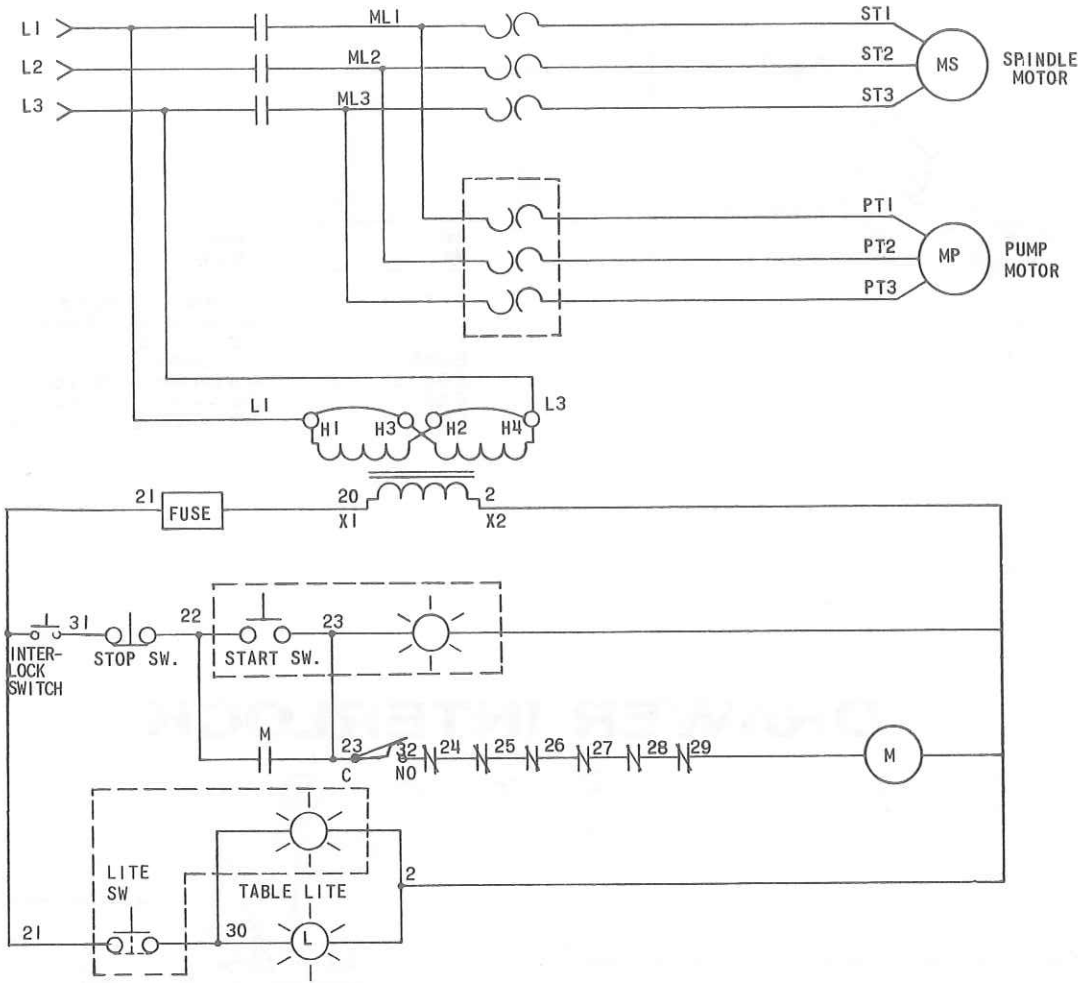 L1
ML1
ST1
L2
ML2
ST2
MS
SPINDLE
MOTOR
L3
ML3
ST3
PT1
PT2
MP
PUMP
MOTOR
PT3
L1
L3
H1
H3
H2
H4
21
FUSE
20
X1
2
X2
31
22
23
INTER-
LOCK
SWITCH
STOP SW.
START SW.
M
23
C
32
NO
24
25
26
27
28
29
M
LITE
SW
TABLE LITE
2
21
30
L